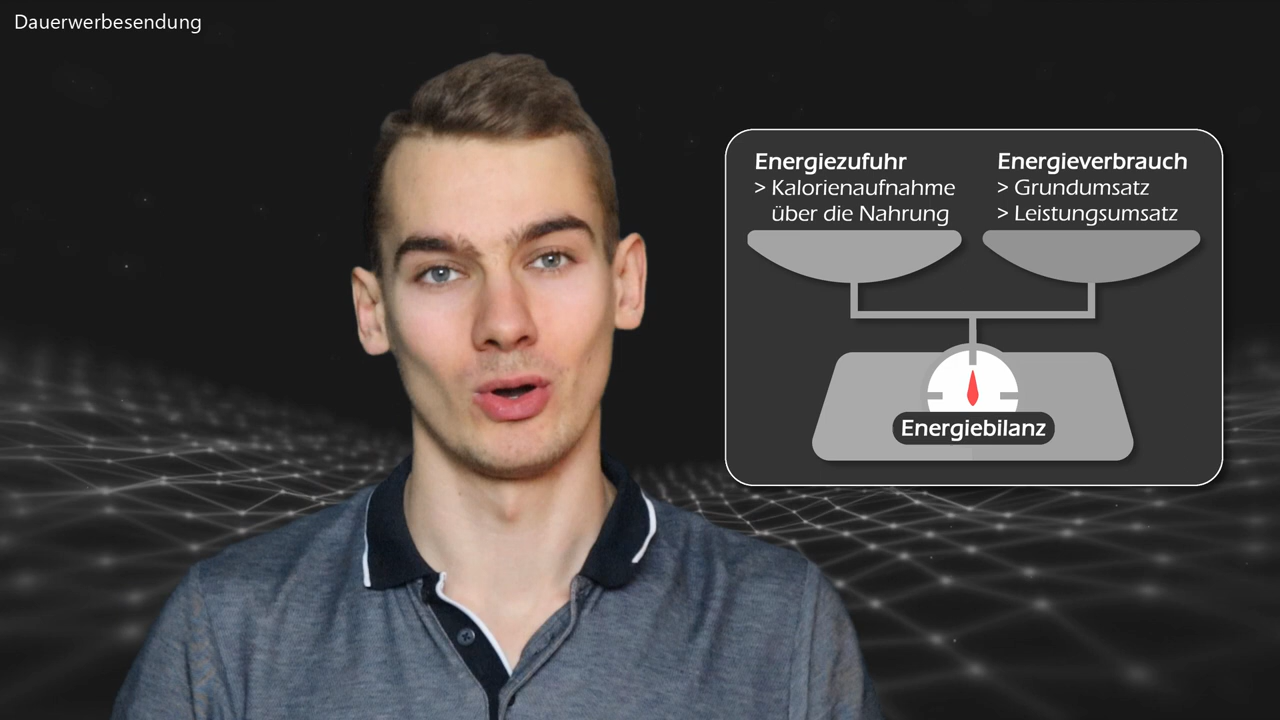 Dauerwerbesendung
Energiezufuhr
> Kalorienaufnahme
über die Nahrung
Energieverbrauch
> Grundumsatz
> Leistungsumsatz
Energiebilanz